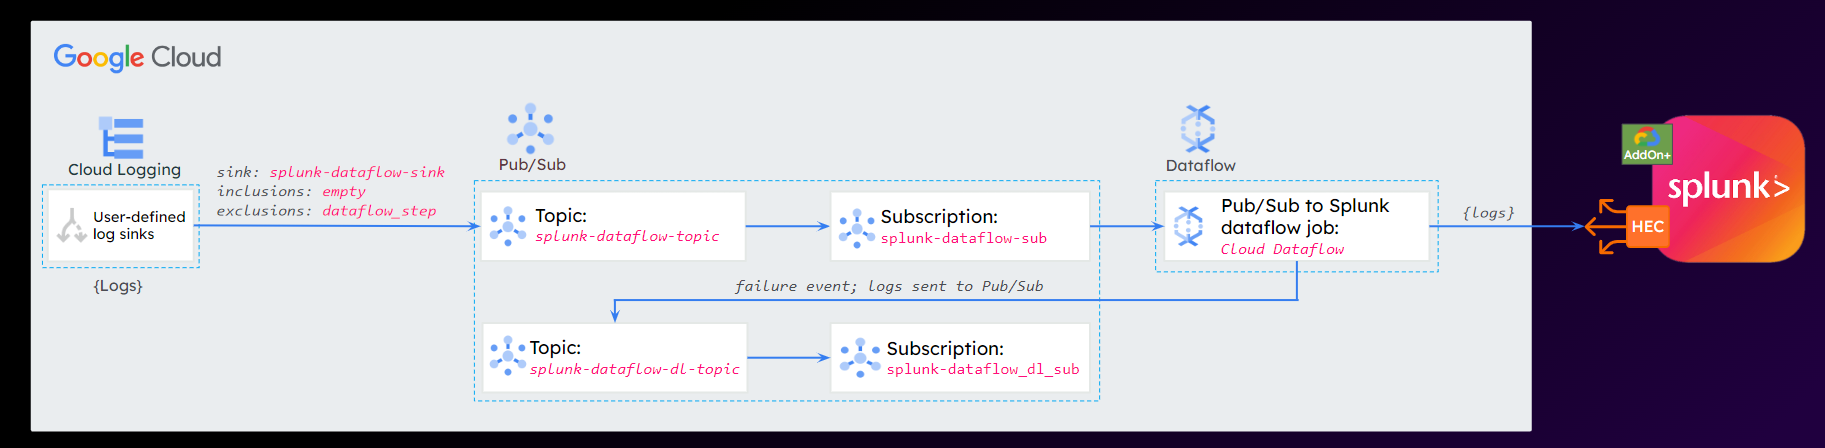 Google Cloud
Cloud Logging
User-defined
log sinks
{Logs}
sink: splunk-dataflow-sink
inclusions: empty
exclusions: dataflow_step
Pub/Sub
Topic:
splunk-dataflow-topic
Subscription:
splunk-dataflow-sub
Dataflow
Pub/Sub to Splunk
dataflow job:
Cloud Dataflow
{logs}
AddOn+
splunk>
HEC
failure event; logs sent to Pub/Sub
Topic:
splunk-dataflow-dl-topic
Subscription:
splunk-dataflow_dl_sub